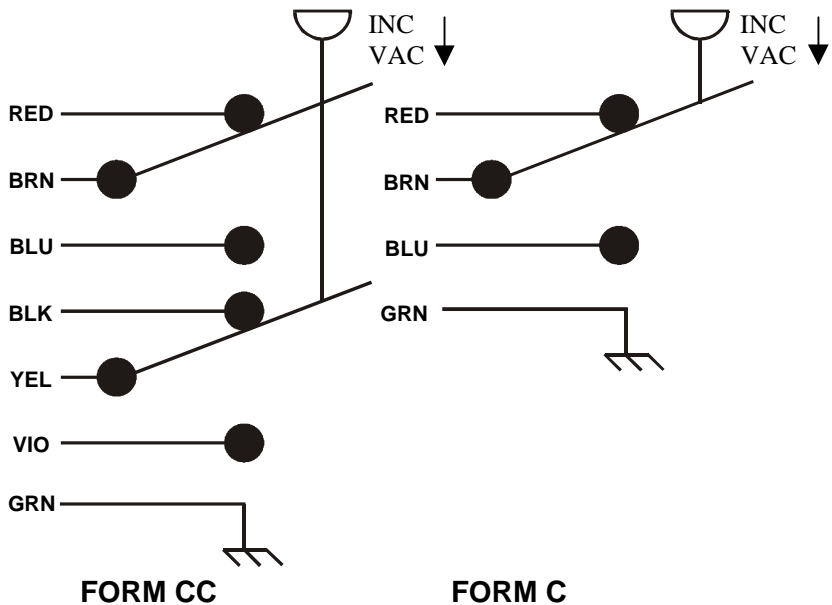 INC
VAC
RED
BRN
BLU
BLK
YEL
VIO
GRN
FORM CC
INC
VAC
RED
BRN
BLU
GRN
FORM C